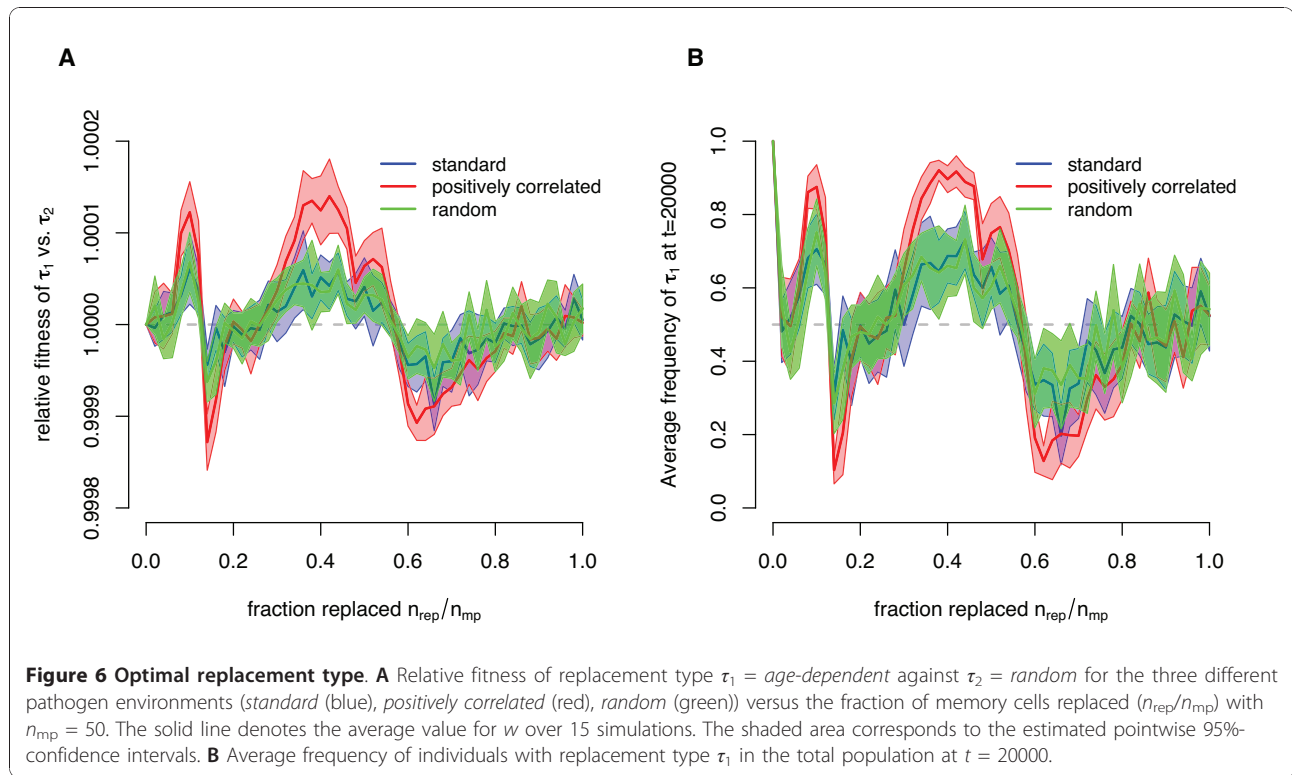 A
relative fitness of τ1 vs. τ2
1.0002
1.0001
1.0000
0.9999
0.9998
standard
positively correlated
random
0.0 0.2 0.4 0.6 0.8 1.0
fraction replaced nrep/nmp
B
Average frequency of τ1 at t=20000
1.0
0.8
0.6
0.4
0.2
0.0
standard
positively correlated
random
0.0 0.2 0.4 0.6 0.8 1.0
fraction replaced nrep/nmp
Figure 6 Optimal replacement type. A Relative fitness of replacement type τ1 = age-dependent against τ2 = random for the three different
pathogen environments (standard (blue), positively correlated (red), random (green)) versus the fraction of memory cells replaced (nrep/nmp) with
nmp = 50. The solid line denotes the average value for w over 15 simulations. The shaded area corresponds to the estimated pointwise 95%-
confidence intervals. B Average frequency of individuals with replacement type τ1 in the total population at t = 20000.